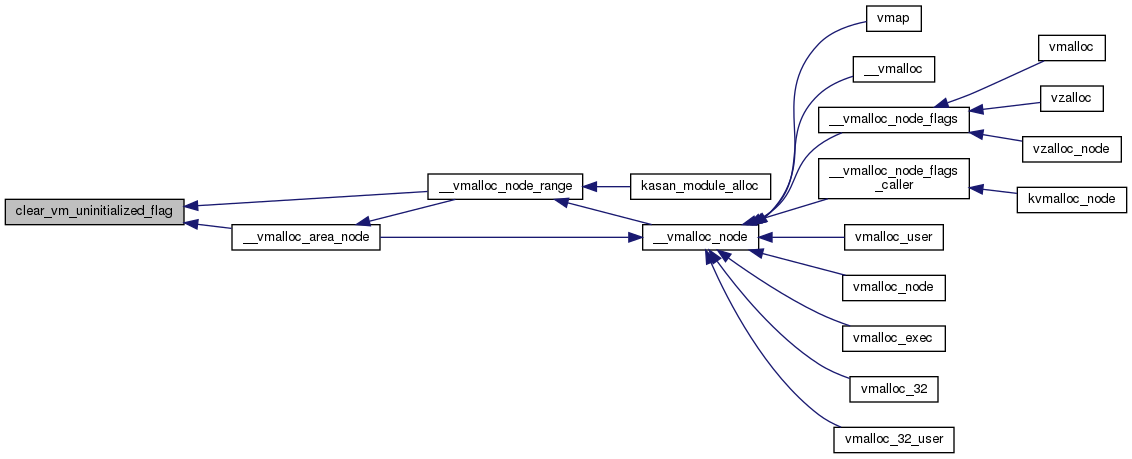 vmap
vmalloc
__vmalloc
vzalloc
__vmalloc_node_flags
vzalloc_node
__vmalloc_node_flags
_caller
__vmalloc_node_range
kasan_module_alloc
kvmalloc_node
clear_vm_uninitialized_flag
__vmalloc_area_node
__vmalloc_node
vmalloc_user
vmalloc_node
vmalloc_exec
vmalloc_32
vmalloc_32_user